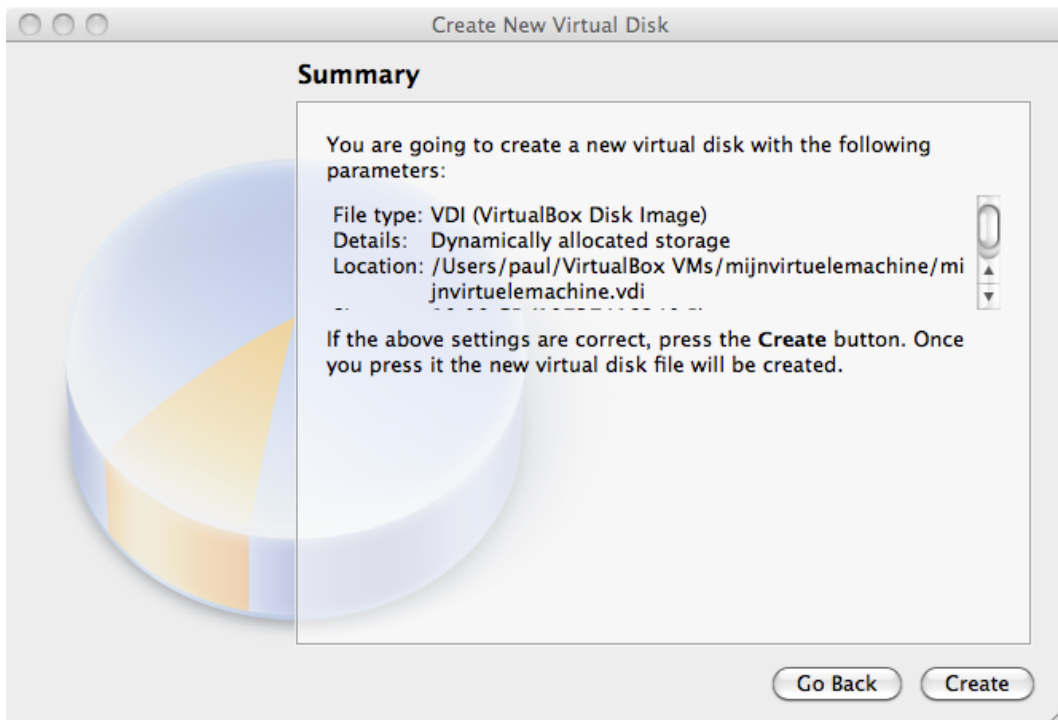 Create New Virtual Disk
Summary
You are going to create a new virtual disk with the following
parameters:
File type: VDI (VirtualBox Disk Image)
Details: Dynamically allocated storage
Location: /Users/paul/VirtualBox VMs/mijnvirtuelemachine/mi
jnvirtuelemachine.vdi
If the above settings are correct, press the Create button. Once
you press it the new virtual disk file will be created.
Go Back
Create